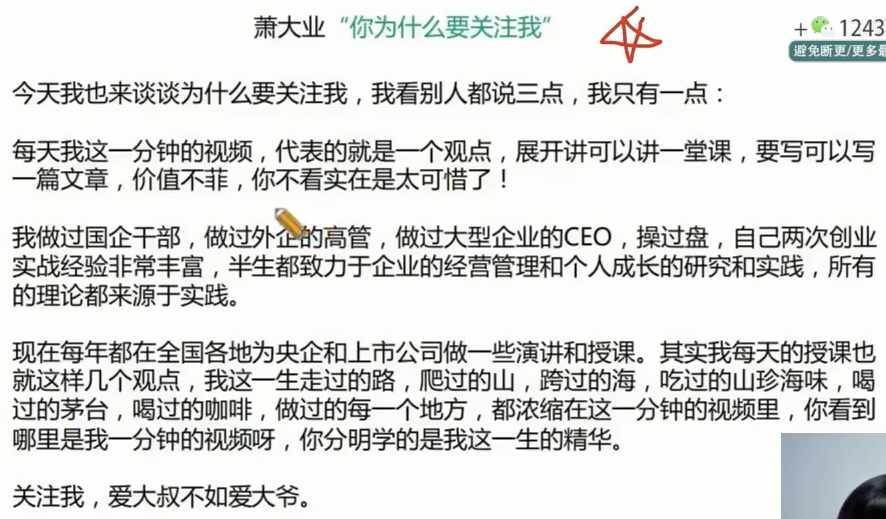 萧大业“你为什么要关注我”
+ 1243
避免断更/更多最
今天我也来谈谈为什么要关注我，我看别人都说三点，我只有一点：
每天我这一分钟的视频，代表的就是一个观点，展开讲可以讲一堂课，要写可以写
一篇文章，价值不菲，你不看实在是太可惜了！
我做过国企干部，做过外企的高管，做过大型企业的CEO，操过盘，自己两次创业
实战经验非常丰富，半生都致力于企业的经营管理和个人成长的研究和实践，所有
的理论都来源于实践。
现在每年都在全国各地为央企和上市公司做一些演讲和授课。其实我每天的授课也
就这样几个观点，我这一生走过的路，爬过的山，跨过的海，吃过的山珍海味，喝
过的茅台，喝过的咖啡，做过的每一个地方，都浓缩在这一分钟的视频里，你看到
哪里是我一分钟的视频呀，你分明学的是我这一生的精华。
关注我，爱大叔不如爱大爷。